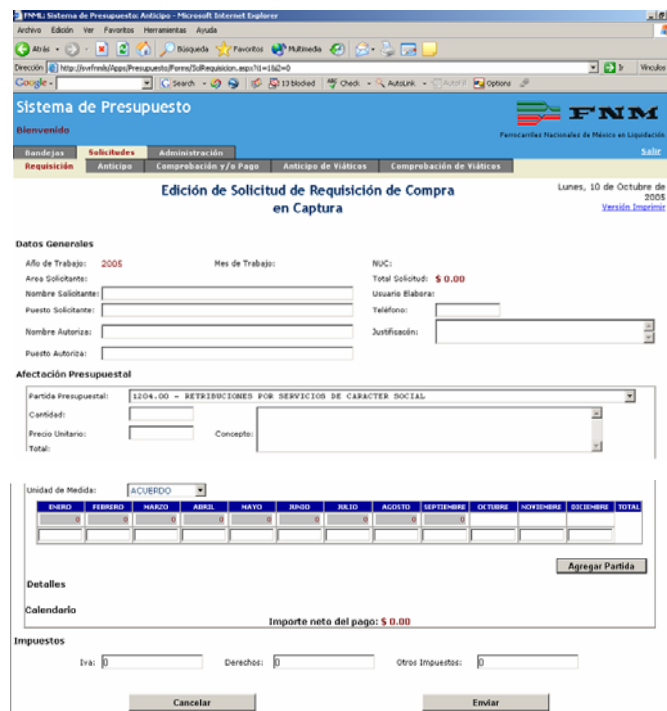 FNML: Sistema de Presupuesto: Anticipo - Microsoft Internet Explorer
Archivo Edición Ver Favoritos Herramientas Ayuda
Atrás Búsqueda Favoritos Multimedia
Dirección http://svrfnmls/Apps/Presupuesto/Forms/SolRequisicion.aspx?i1=1&i2=0 Ir Vínculos
Google Search 13 blocked Check AutoLink AutoFill Options
Sistema de Presupuesto
FNM
Bienvenido
Ferrocarriles Nacionales de México en Liquidación
Bandejas Solicitudes Administración Salir
Requisición Anticipo Comprobación y/o Pago Anticipo de Viáticos Comprobación de Viáticos
Edición de Solicitud de Requisición de Compra
en Captura
Lunes, 10 de Octubre de
2005
Versión Imprimir
Datos Generales
Año de Trabajo: 2005 Mes de Trabajo: NUC:
Area Solicitante: Total Solicitud: $ 0.00
Nombre Solicitante: Usuario Elabora:
Puesto Solicitante: Teléfono:
Nombre Autoriza: Justificación:
Puesto Autoriza:
Afectación Presupuestal
Partida Presupuestal: 1204.00 - RETRIBUCIONES POR SERVICIOS DE CARACTER SOCIAL
Cantidad:
Precio Unitario: Concepto:
Total:
Unidad de Medida: ACUERDO
ENERO FEBRERO MARZO ABRIL MAYO JUNIO JULIO AGOSTO SEPTIEMBRE OCTUBRE NOVIEMBRE DICIEMBRE TOTAL
0 0 0 0 0 0 0 0 0
Agregar Partida
Detalles
Calendario
Importe neto del pago: $ 0.00
Impuestos
Iva: 0 Derechos: 0 Otros Impuestos: 0
Cancelar Enviar